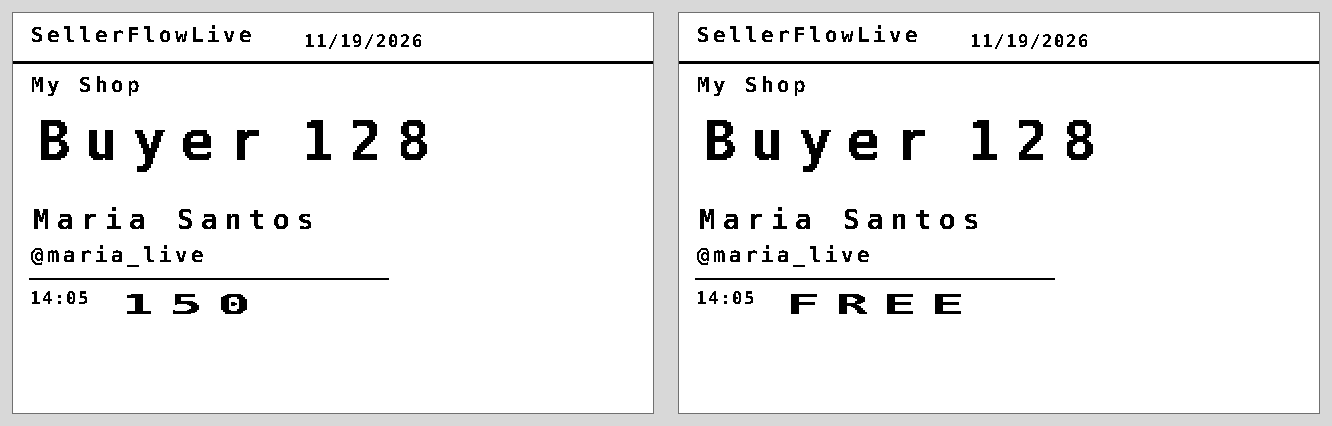 SellerFlowLive 11/19/2026
My Shop
Buyer 128
Maria Santos
@maria_live
14:05 150
SellerFlowLive 11/19/2026
My Shop
Buyer 128
Maria Santos
@maria_live
14:05 FREE